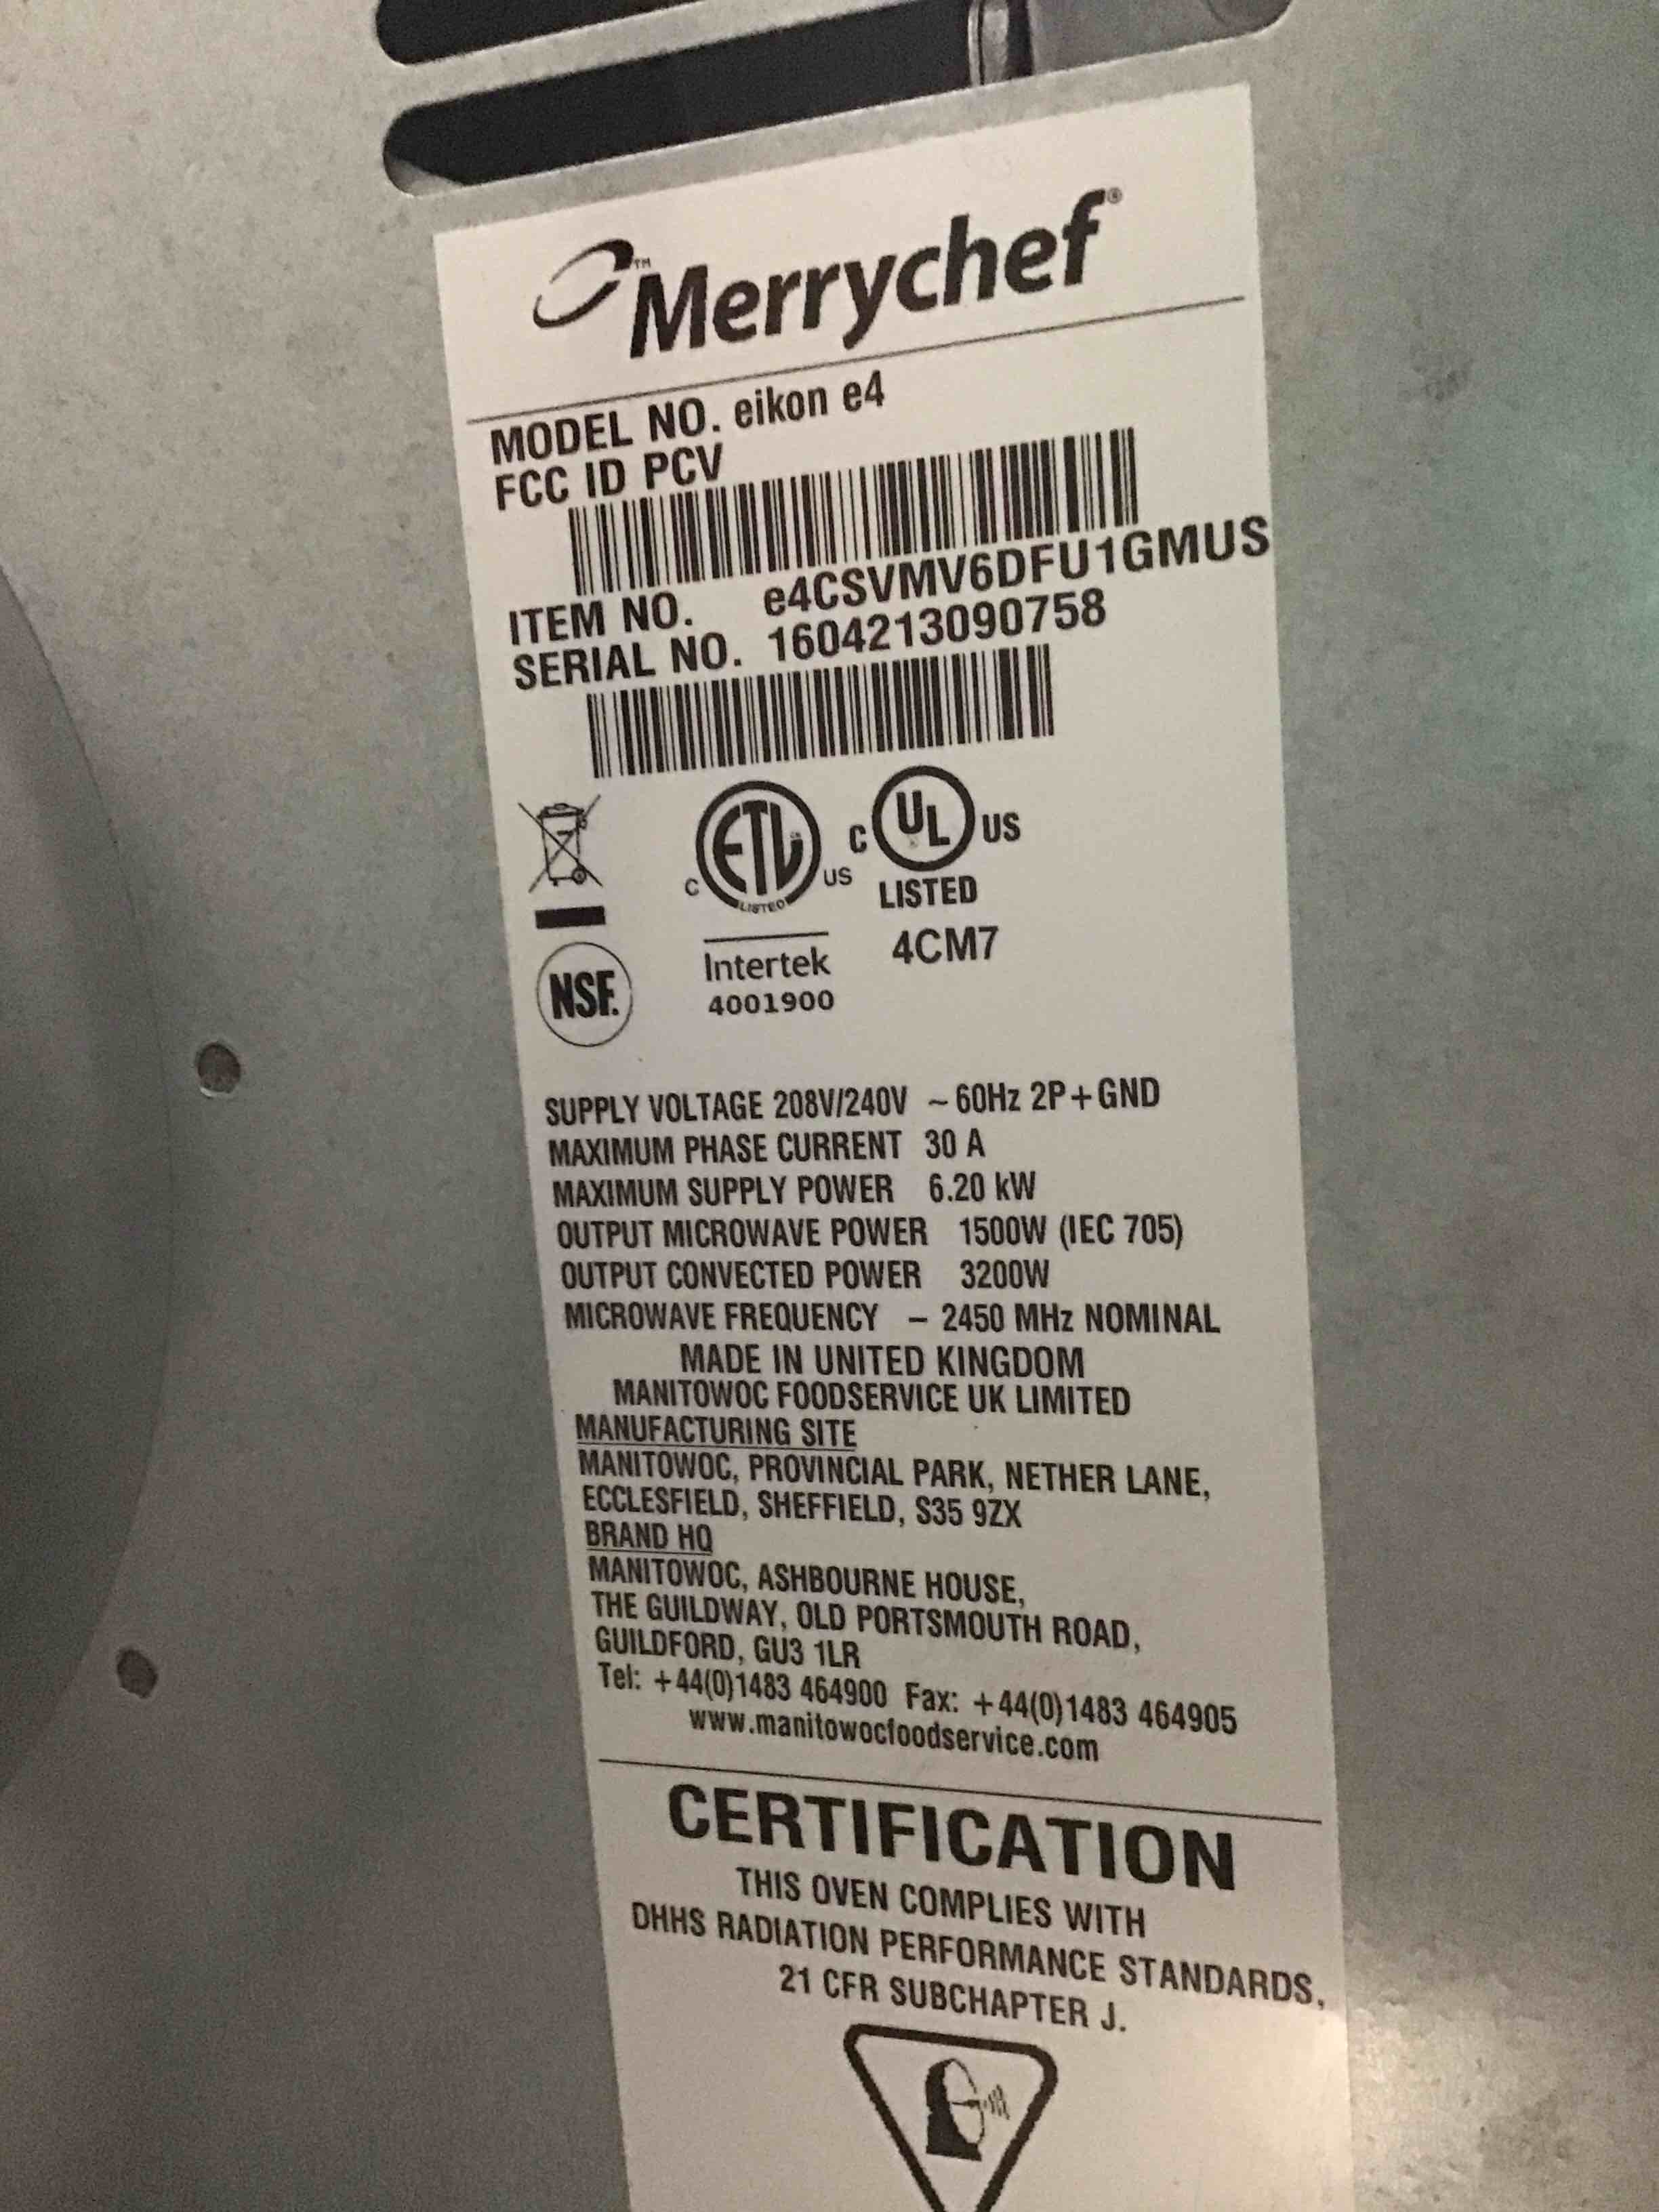 Merrychef®
MODEL NO. eikon e4
FCC ID PCV
ITEM NO. e4CSVMV6DFU1GMUS
SERIAL NO. 1604213090758
C ETL US LISTED
C UL US
LISTED
4CM7
NSF.
Intertek
4001900
SUPPLY VOLTAGE 208V/240V ~ 60Hz 2P+GND
MAXIMUM PHASE CURRENT 30 A
MAXIMUM SUPPLY POWER 6.20 kW
OUTPUT MICROWAVE POWER 1500W (IEC 705)
OUTPUT CONVECTED POWER 3200W
MICROWAVE FREQUENCY – 2450 MHz NOMINAL
MADE IN UNITED KINGDOM
MANITOWOC FOODSERVICE UK LIMITED
MANUFACTURING SITE
MANITOWOC, PROVINCIAL PARK, NETHER LANE,
ECCLESFIELD, SHEFFIELD, S35 9ZX
BRAND HQ
MANITOWOC, ASHBOURNE HOUSE,
THE GUILDWAY, OLD PORTSMOUTH ROAD,
GUILDFORD, GU3 1LR
Tel: +44(0)1483 464900 Fax: +44(0)1483 464905
www.manitowocfoodservice.com
CERTIFICATION
THIS OVEN COMPLIES WITH
DHHS RADIATION PERFORMANCE STANDARDS,
21 CFR SUBCHAPTER J.